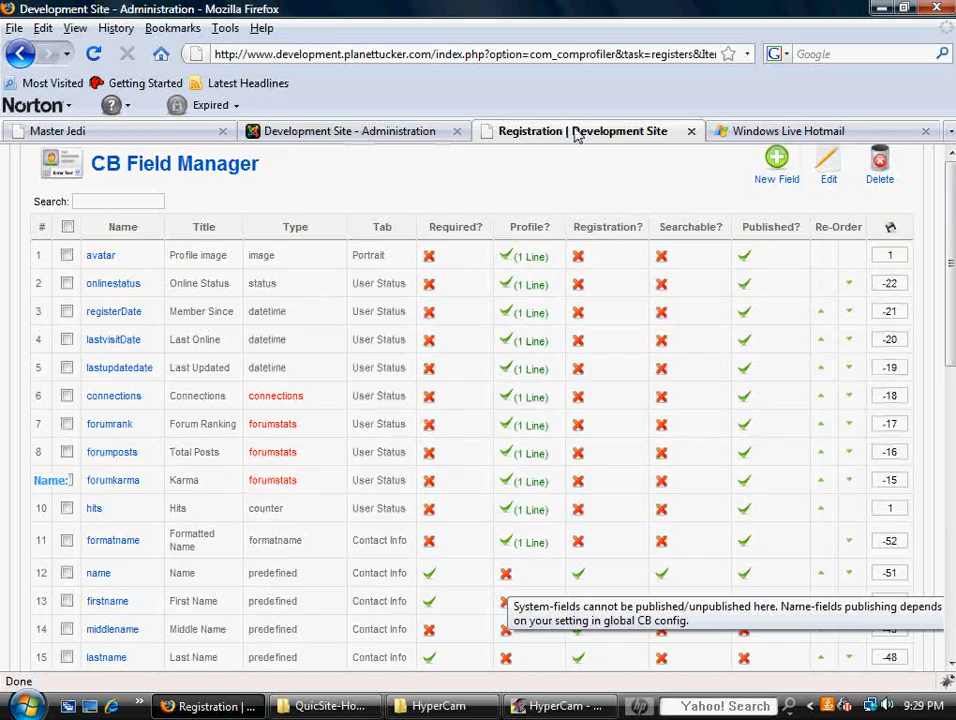 Development Site - Administration - Mozilla Firefox
File Edit View History Bookmarks Tools Help
http://www.development.planettucker.com/index.php?option=com_comprofiler&task=registers&Iter
Google
Most Visited Getting Started Latest Headlines
Norton Expired
Master Jedi Development Site - Administration Registration | Development Site Windows Live Hotmail
CB Field Manager
New Field Edit Delete
Search:
# Name Title Type Tab Required? Profile? Registration? Searchable? Published? Re-Order
1 avatar Profile image image Portrait (1 Line) 1
2 onlinestatus Online Status status User Status (1 Line) -22
3 registerDate Member Since datetime User Status (1 Line) -21
4 lastvisitDate Last Online datetime User Status (1 Line) -20
5 lastupdatedate Last Updated datetime User Status (1 Line) -19
6 connections Connections connections User Status (1 Line) -18
7 forumrank Forum Ranking forumstats User Status (1 Line) -17
8 forumposts Total Posts forumstats User Status (1 Line) -16
Name: forumkarma Karma forumstats User Status (1 Line) -15
10 hits Hits counter User Status (1 Line) 1
11 formatname Formatted Name formatname Contact Info (1 Line) -52
12 name Name predefined Contact Info -51
13 firstname First Name predefined Contact Info
System-fields cannot be published/unpublished here. Name-fields publishing depends
on your setting in global CB config.
14 middlename Middle Name predefined Contact Info
15 lastname Last Name predefined Contact Info -48
Done
Registration | ... QuicSite-Ho... HyperCam HyperCam - ... Yahoo! Search 9:29 PM